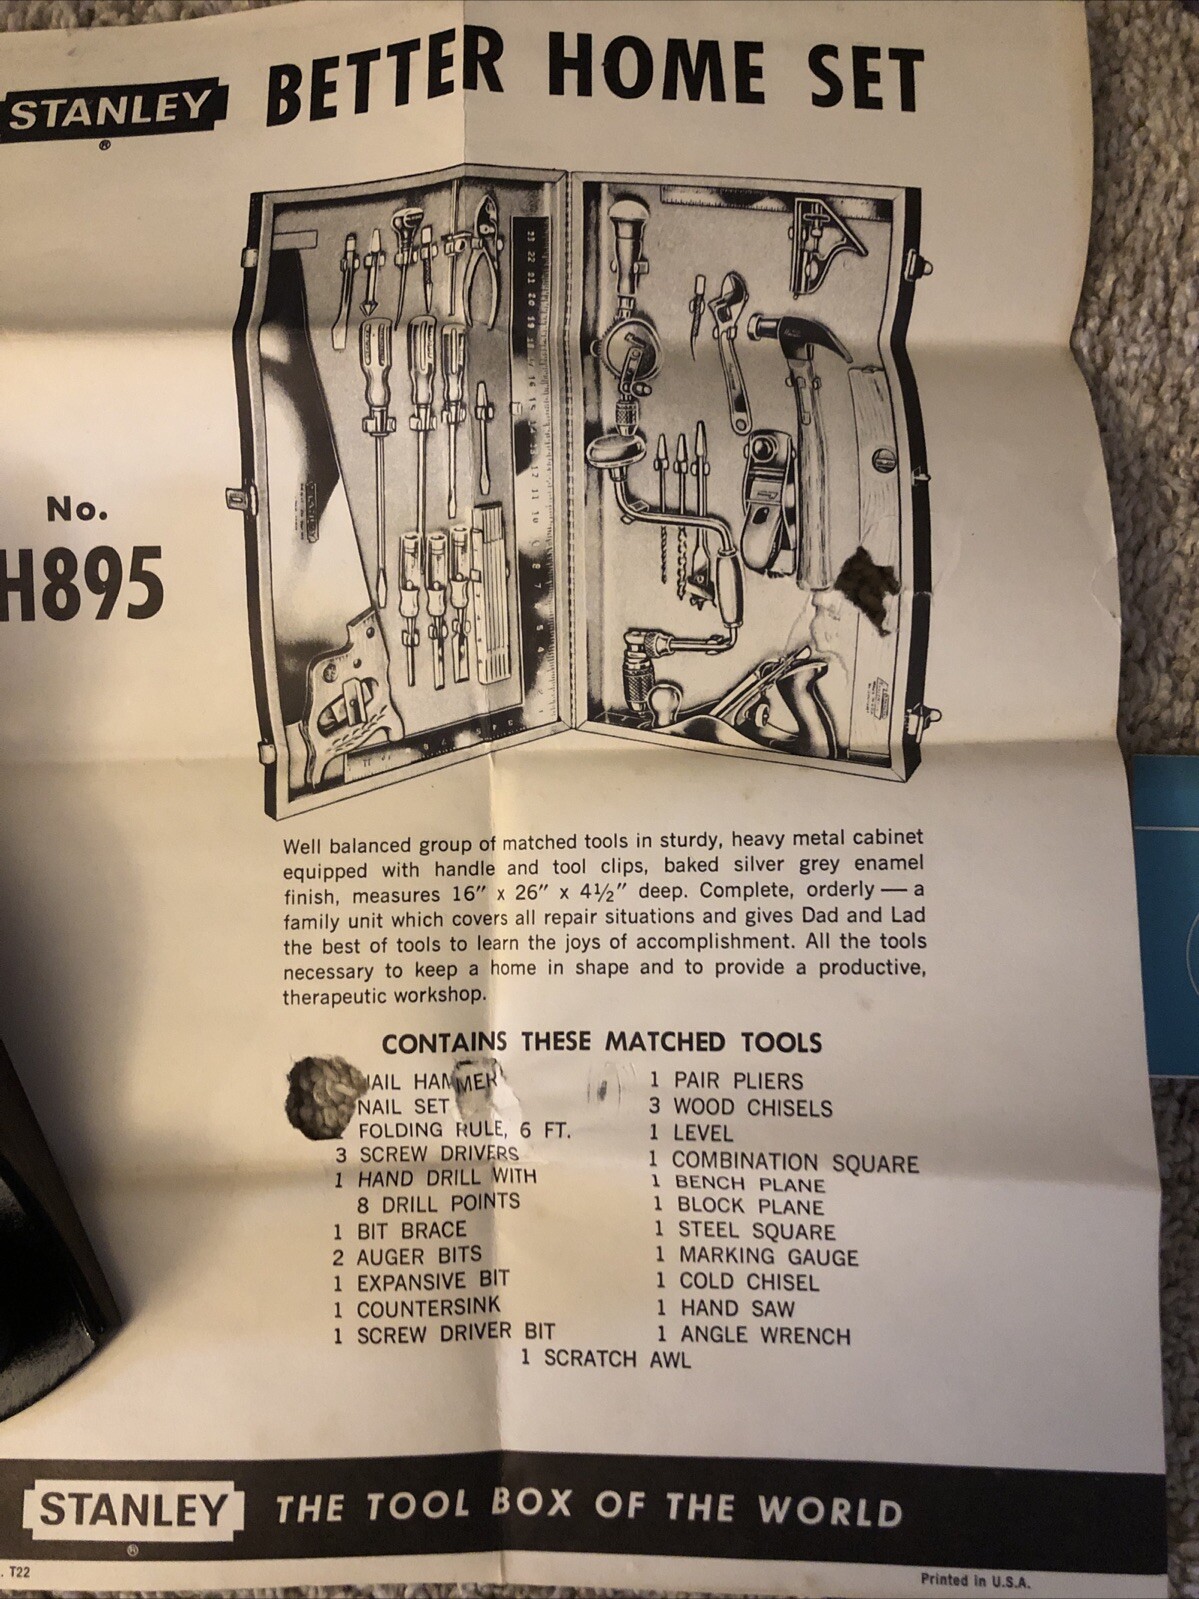 STANLEY
®
BETTER HOME SET
No.
H895
Well balanced group of matched tools in sturdy, heavy metal cabinet
equipped with handle and tool clips, baked silver grey enamel
finish, measures 16″ x 26″ x 4½″ deep. Complete, orderly — a
family unit which covers all repair situations and gives Dad and Lad
the best of tools to learn the joys of accomplishment. All the tools
necessary to keep a home in shape and to provide a productive,
therapeutic workshop.
CONTAINS THESE MATCHED TOOLS
NAIL HAMMER
NAIL SET
FOLDING RULE, 6 FT.
3 SCREW DRIVERS
1 HAND DRILL WITH
8 DRILL POINTS
1 BIT BRACE
2 AUGER BITS
1 EXPANSIVE BIT
1 COUNTERSINK
1 SCREW DRIVER BIT
1 PAIR PLIERS
3 WOOD CHISELS
1 LEVEL
1 COMBINATION SQUARE
1 BENCH PLANE
1 BLOCK PLANE
1 STEEL SQUARE
1 MARKING GAUGE
1 COLD CHISEL
1 HAND SAW
1 ANGLE WRENCH
1 SCRATCH AWL
STANLEY
®
THE TOOL BOX OF THE WORLD
. T22
Printed in U.S.A.